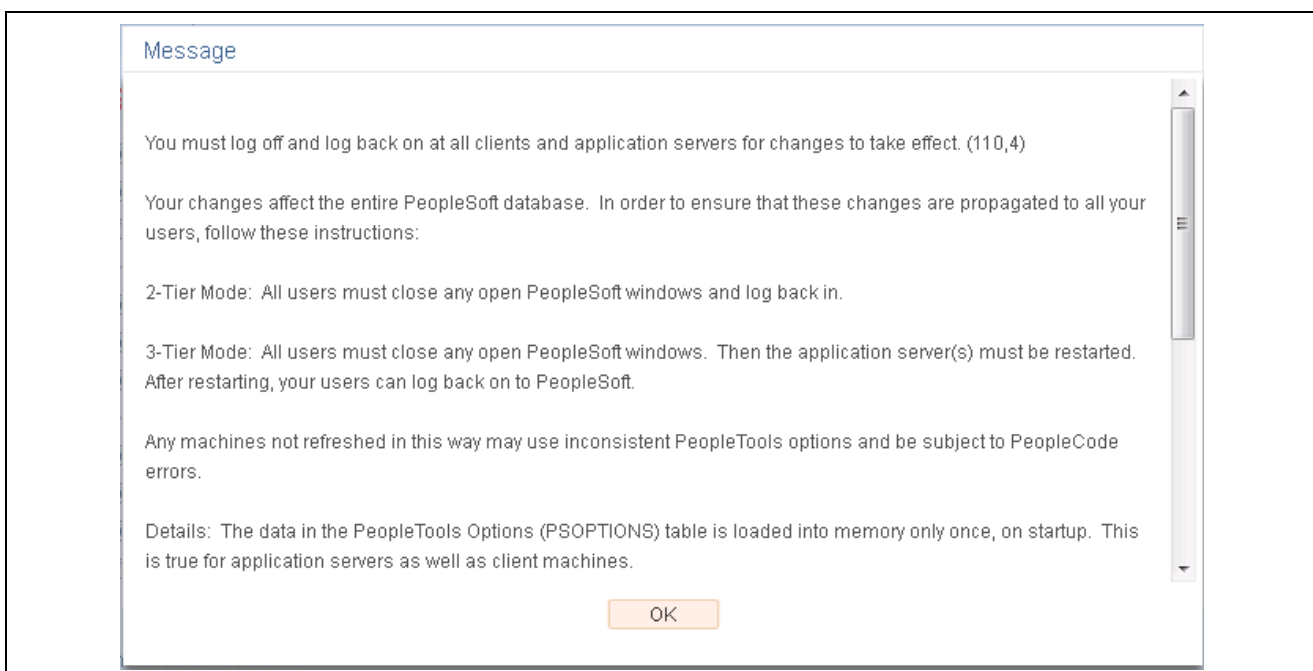 Message
You must log off and log back on at all clients and application servers for changes to take effect. (110,4)
Your changes affect the entire PeopleSoft database.  In order to ensure that these changes are propagated to all your
users, follow these instructions:
2-Tier Mode:  All users must close any open PeopleSoft windows and log back in.
3-Tier Mode:  All users must close any open PeopleSoft windows.  Then the application server(s) must be restarted.
After restarting, your users can log back on to PeopleSoft.
Any machines not refreshed in this way may use inconsistent PeopleTools options and be subject to PeopleCode
errors.
Details:  The data in the PeopleTools Options (PSOPTIONS) table is loaded into memory only once, on startup.  This
is true for application servers as well as client machines.
OK